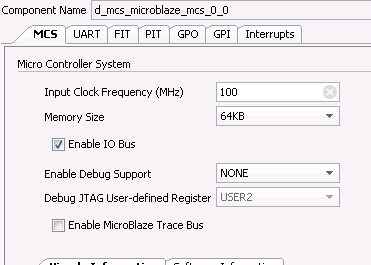 Component Name d_mcs_microblaze_mcs_0_0
MCS UART FIT PIT GPO GPI Interrupts
Micro Controller System
Input Clock Frequency (MHz) 100
Memory Size 64KB
Enable IO Bus
Enable Debug Support NONE
Debug JTAG User-defined Register USER2
Enable MicroBlaze Trace Bus